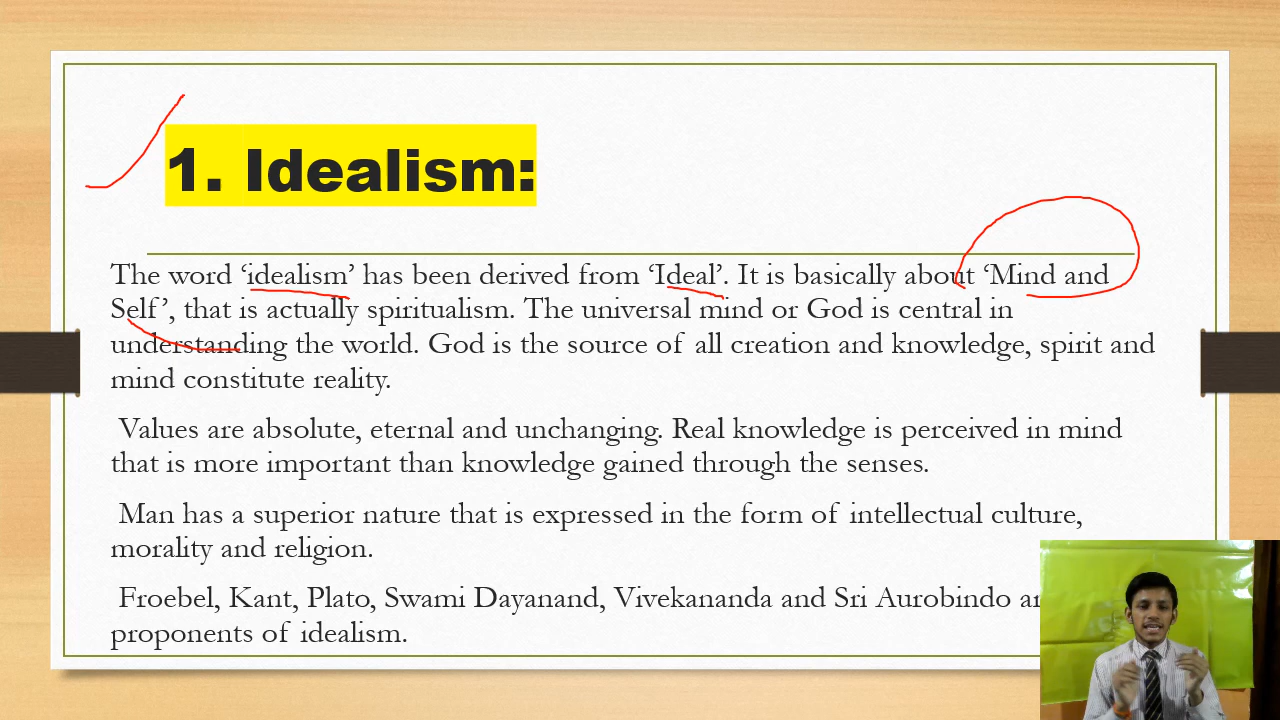 1. Idealism:
The word ‘idealism’ has been derived from ‘Ideal’. It is basically about ‘Mind and
Self’, that is actually spiritualism. The universal mind or God is central in
understanding the world. God is the source of all creation and knowledge, spirit and
mind constitute reality.
Values are absolute, eternal and unchanging. Real knowledge is perceived in mind
that is more important than knowledge gained through the senses.
Man has a superior nature that is expressed in the form of intellectual culture,
morality and religion.
Froebel, Kant, Plato, Swami Dayanand, Vivekananda and Sri Aurobindo
proponents of idealism.